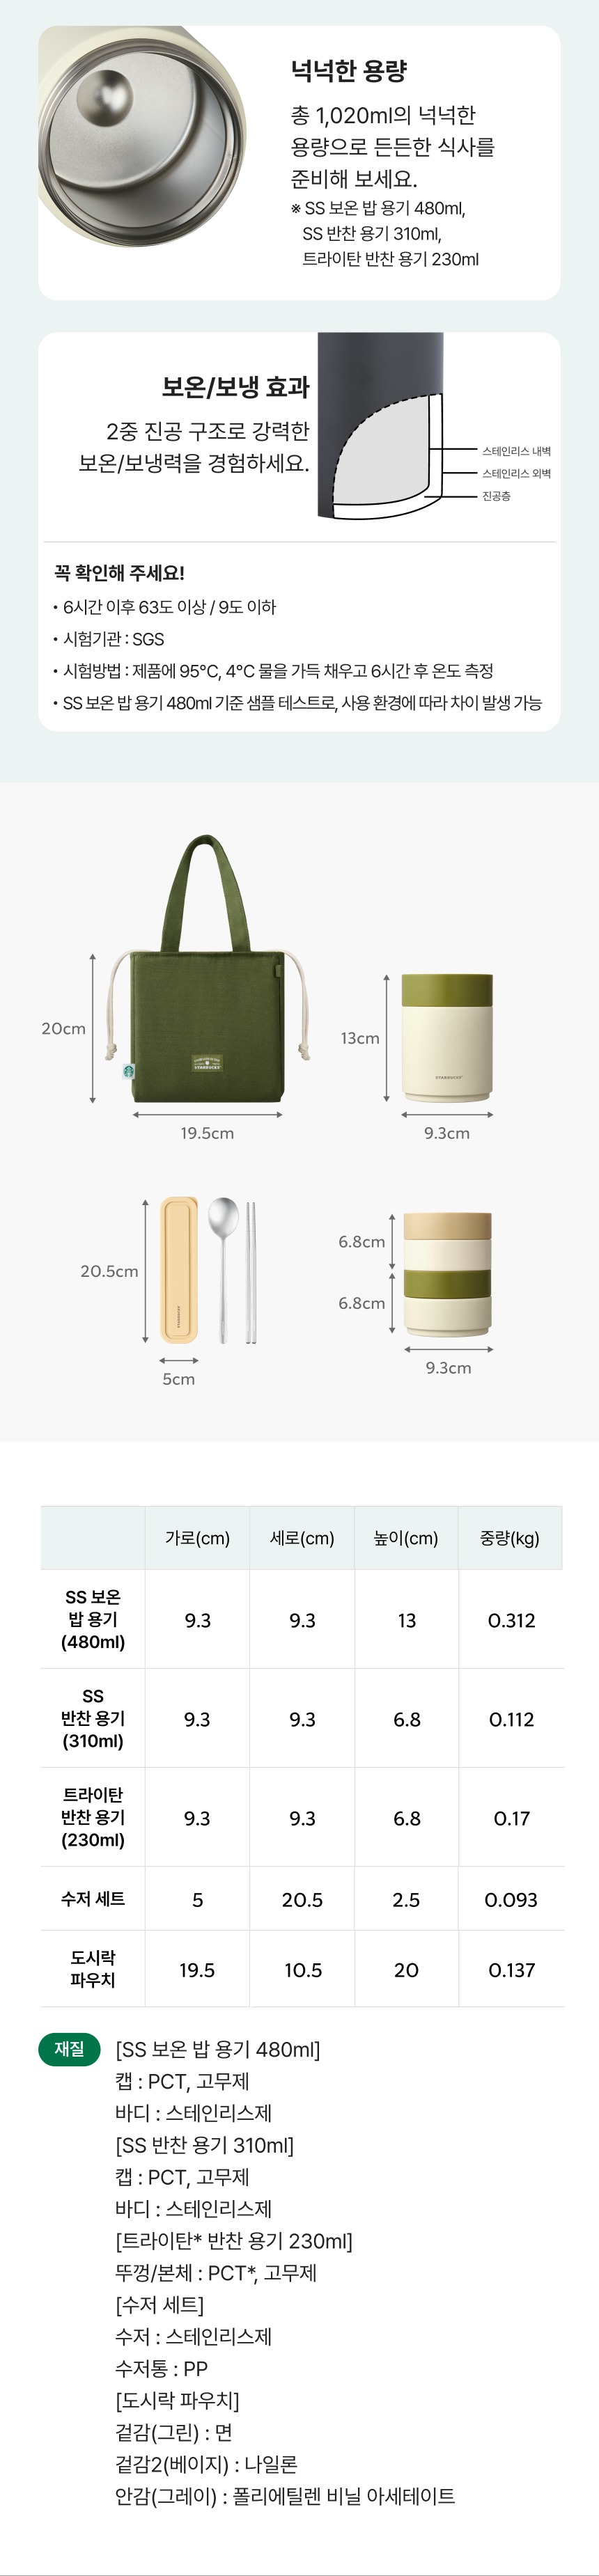 넉넉한 용량
총 1,020ml의 넉넉한
용량으로 든든한 식사를
준비해 보세요.
※ SS 보온 밥 용기 480ml,
SS 반찬 용기 310ml,
트라이탄 반찬 용기 230ml
보온/보냉 효과
2중 진공 구조로 강력한
보온/보냉력을 경험하세요.
스테인리스 내벽
스테인리스 외벽
진공층
꼭 확인해 주세요!
• 6시간 이후 63도 이상 / 9도 이하
• 시험기관 : SGS
• 시험방법 : 제품에 95°C, 4°C 물을 가득 채우고 6시간 후 온도 측정
• SS 보온 밥 용기 480ml 기준 샘플 테스트로, 사용 환경에 따라 차이 발생 가능
20cm
STARBUCKS
19.5cm
13cm
STARBUCKS
9.3cm
20.5cm
STARBUCKS
5cm
6.8cm
6.8cm
9.3cm
가로(cm) 세로(cm) 높이(cm) 중량(kg)
SS 보온
밥 용기
(480ml)
9.3 9.3 13 0.312
SS
반찬 용기
(310ml)
9.3 9.3 6.8 0.112
트라이탄
반찬 용기
(230ml)
9.3 9.3 6.8 0.17
수저 세트 5 20.5 2.5 0.093
도시락
파우치
19.5 10.5 20 0.137
재질 [SS 보온 밥 용기 480ml]
캡 : PCT, 고무제
바디 : 스테인리스제
[SS 반찬 용기 310ml]
캡 : PCT, 고무제
바디 : 스테인리스제
[트라이탄* 반찬 용기 230ml]
뚜껑/본체 : PCT*, 고무제
[수저 세트]
수저 : 스테인리스제
수저통 : PP
[도시락 파우치]
겉감(그린) : 면
겉감2(베이지) : 나일론
안감(그레이) : 폴리에틸렌 비닐 아세테이트